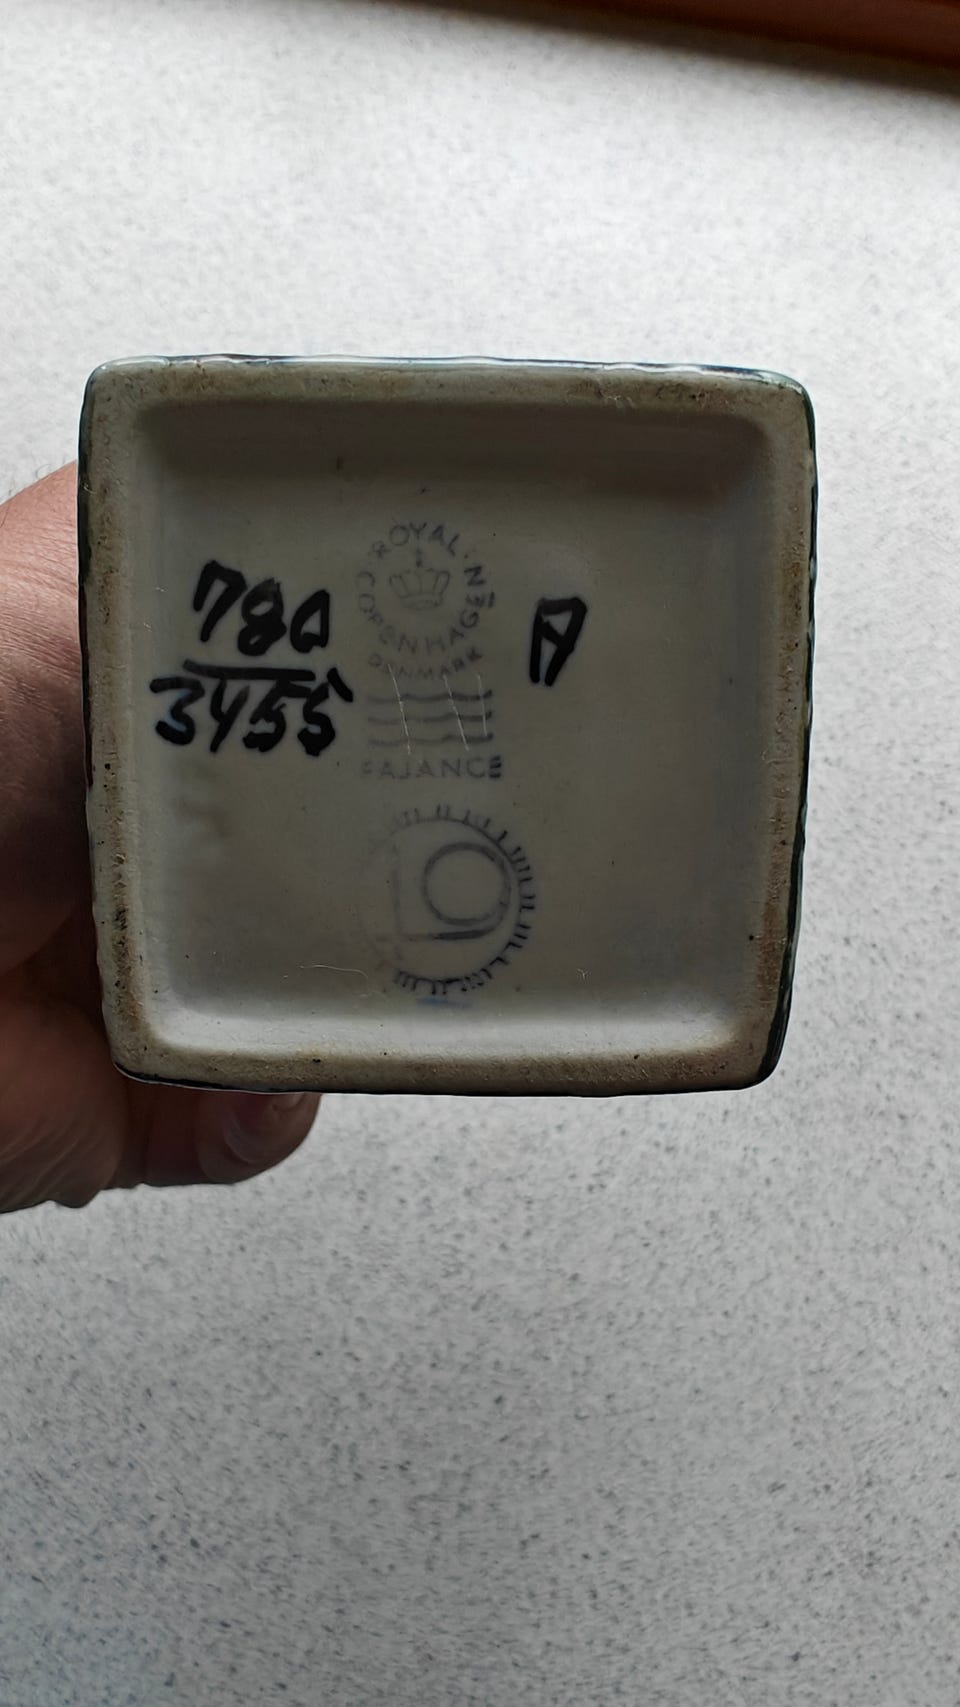 ROYAL COPENHAGEN
DENMARK
FAJANCE
780
3455